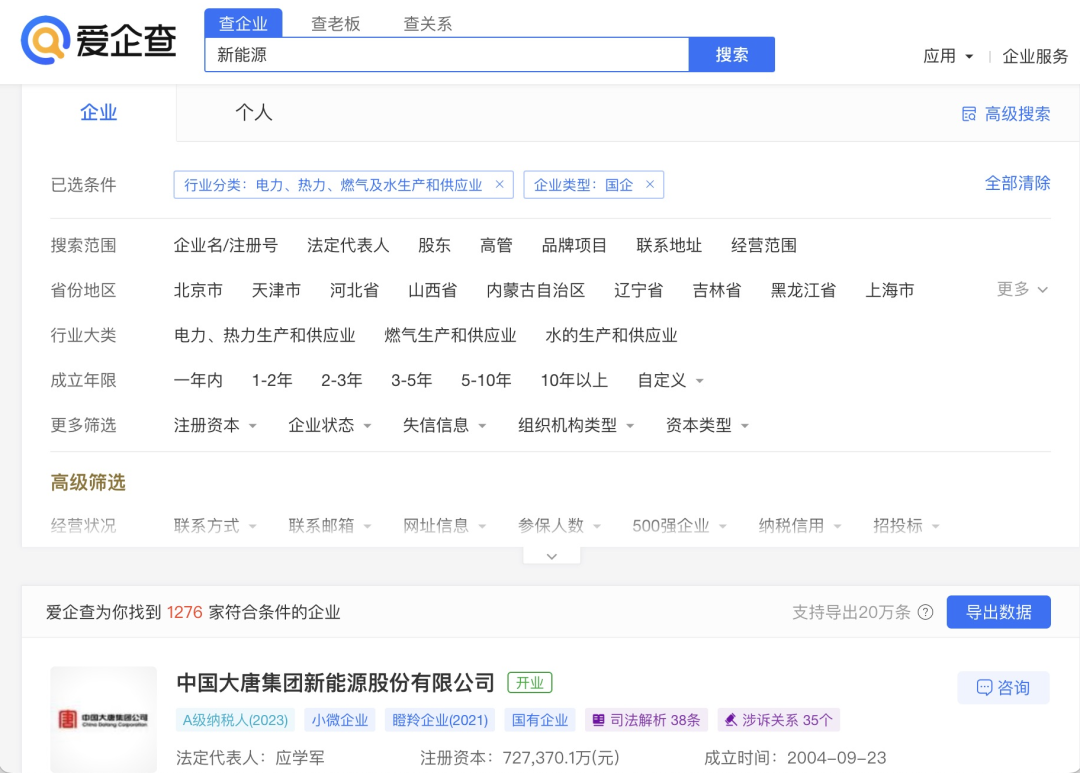 爱企查
查企业 查老板 查关系
新能源 搜索
应用 企业服务
企业 个人 高级搜索
已选条件 行业分类：电力、热力、燃气及水生产和供应业 × 企业类型：国企 × 全部清除
搜索范围 企业名/注册号 法定代表人 股东 高管 品牌项目 联系地址 经营范围
省份地区 北京市 天津市 河北省 山西省 内蒙古自治区 辽宁省 吉林省 黑龙江省 上海市 更多
行业大类 电力、热力生产和供应业 燃气生产和供应业 水的生产和供应业
成立年限 一年内 1-2年 2-3年 3-5年 5-10年 10年以上 自定义
更多筛选 注册资本 企业状态 失信信息 组织机构类型 资本类型
高级筛选
经营状况 联系方式 联系邮箱 网址信息 参保人数 500强企业 纳税信用 招投标
爱企查为你找到 1276 家符合条件的企业 支持导出20万条 ? 导出数据
中国大唐集团公司
China Datang Corporation
中国大唐集团新能源股份有限公司 开业 咨询
A级纳税人(2023) 小微企业 瞪羚企业(2021) 国有企业 司法解析 38条 涉诉关系 35个
法定代表人：应学军 注册资本：727,370.1万(元) 成立时间：2004-09-23